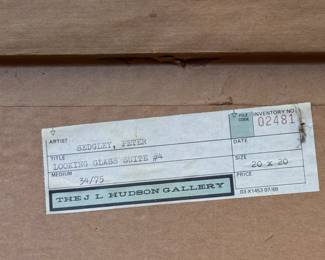 FILE CODE
INVENTORY NO.
02481
ARTIST
SEDGLEY, PETER
DATE
TITLE
LOOKING GLASS SUITE #4
SIZE
20 x 20
MEDIUM
34/75
PRICE
THE J L HUDSON GALLERY